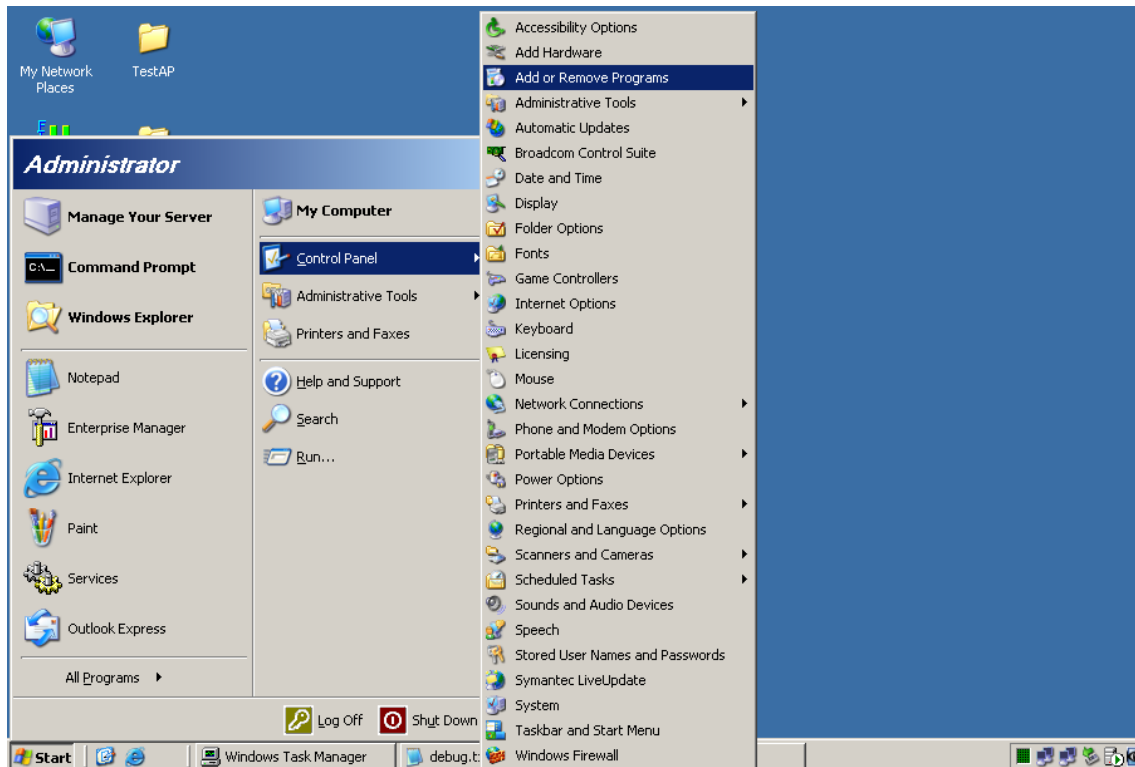 My Network
Places
TestAP
Administrator
Manage Your Server
Command Prompt
Windows Explorer
Notepad
Enterprise Manager
Internet Explorer
Paint
Services
Outlook Express
All Programs
My Computer
Control Panel
Administrative Tools
Printers and Faxes
Help and Support
Search
Run...
Log Off
Shut Down
Accessibility Options
Add Hardware
Add or Remove Programs
Administrative Tools
Automatic Updates
Broadcom Control Suite
Date and Time
Display
Folder Options
Fonts
Game Controllers
Internet Options
Keyboard
Licensing
Mouse
Network Connections
Phone and Modem Options
Portable Media Devices
Power Options
Printers and Faxes
Regional and Language Options
Scanners and Cameras
Scheduled Tasks
Sounds and Audio Devices
Speech
Stored User Names and Passwords
Symantec LiveUpdate
System
Taskbar and Start Menu
Windows Firewall
Start
Windows Task Manager
debug.t